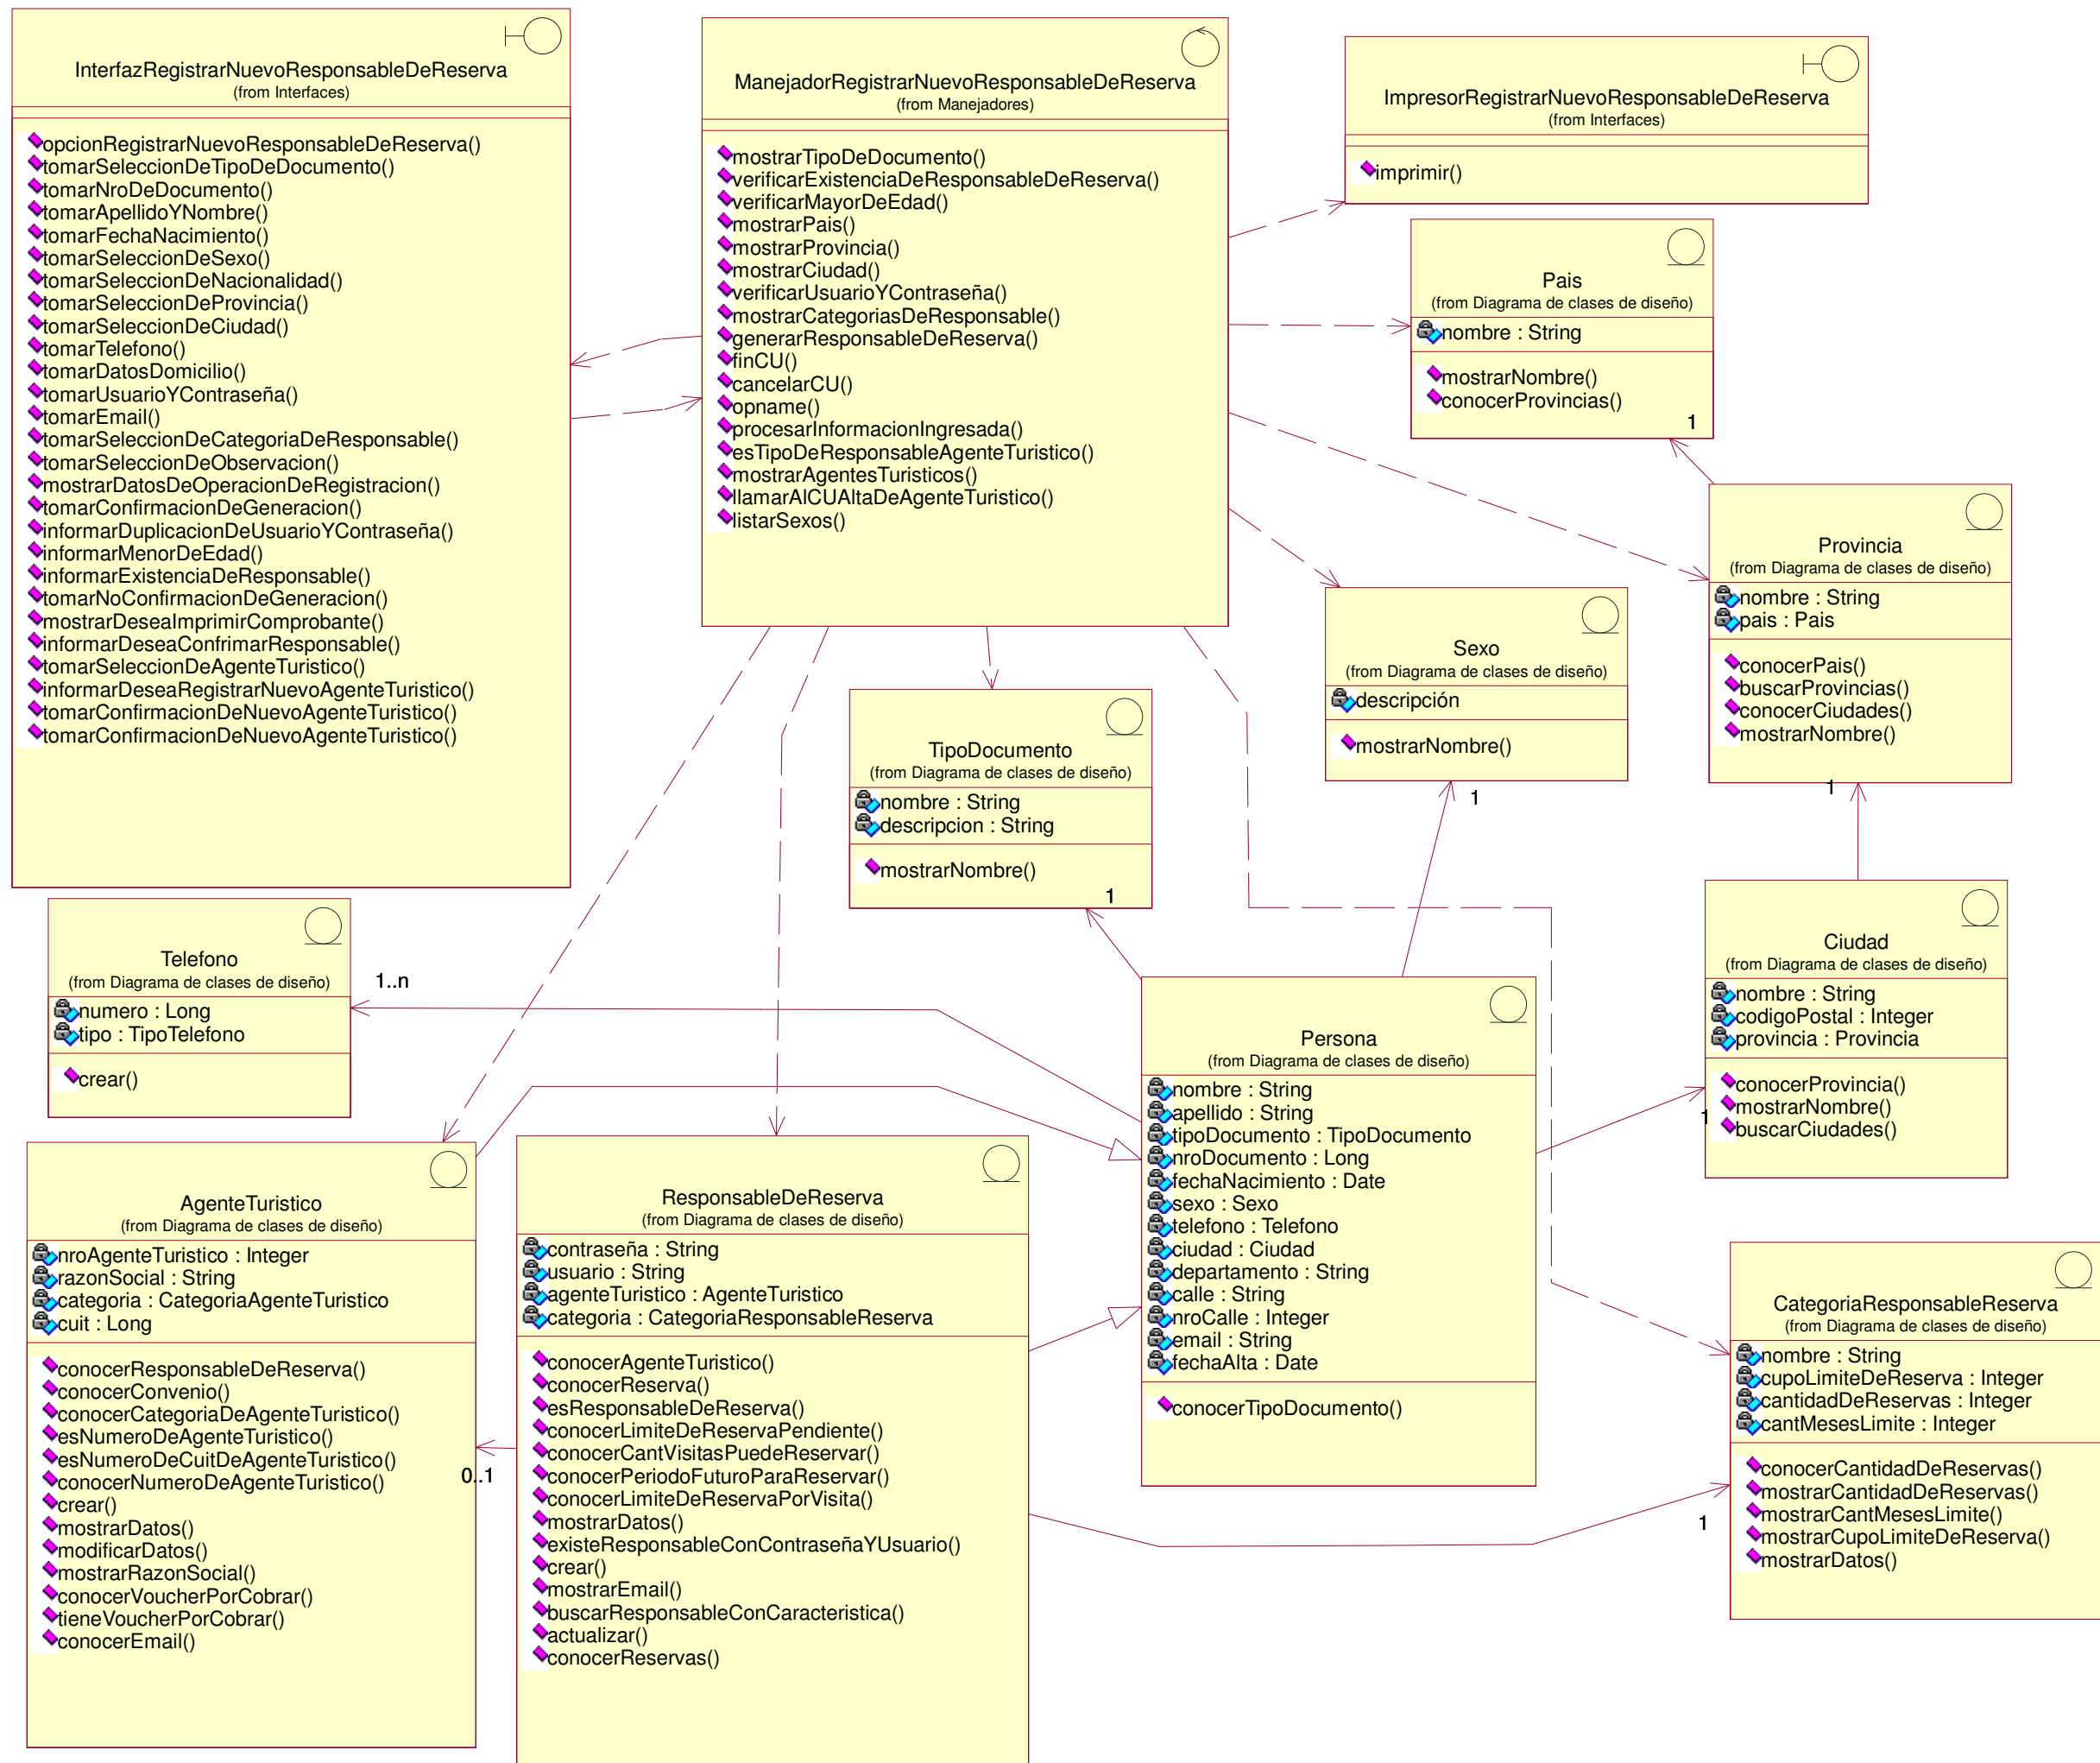 InterfazRegistrarNuevoResponsableDeReserva
(from Interfaces)
opcionRegistrarNuevoResponsableDeReserva()
tomarSeleccionDeTipoDeDocumento()
tomarNroDeDocumento()
tomarApellidoYNombre()
tomarFechaNacimiento()
tomarSeleccionDeSexo()
tomarSeleccionDeNacionalidad()
tomarSeleccionDeProvincia()
tomarSeleccionDeCiudad()
tomarTelefono()
tomarDatosDomicilio()
tomarUsuarioYContraseña()
tomarEmail()
tomarSeleccionDeCategoriaDeResponsable()
tomarSeleccionDeObservacion()
mostrarDatosDeOperacionDeRegistracion()
tomarConfirmacionDeGeneracion()
informarDuplicacionDeUsuarioYContraseña()
informarMenorDeEdad()
informarExistenciaDeResponsable()
tomarNoConfirmacionDeGeneracion()
mostrarDeseaImprimirComprobante()
informarDeseaConfrimarResponsable()
tomarSeleccionDeAgenteTuristico()
informarDeseaRegistrarNuevoAgenteTuristico()
tomarConfirmacionDeNuevoAgenteTuristico()
tomarConfirmacionDeNuevoAgenteTuristico()
ManejadorRegistrarNuevoResponsableDeReserva
(from Manejadores)
mostrarTipoDeDocumento()
verificarExistenciaDeResponsableDeReserva()
verificarMayorDeEdad()
mostrarPais()
mostrarProvincia()
mostrarCiudad()
verificarUsuarioYContraseña()
mostrarCategoriasDeResponsable()
generarResponsableDeReserva()
finCU()
cancelarCU()
opname()
procesarInformacionIngresada()
esTipoDeResponsableAgenteTuristico()
mostrarAgentesTuristicos()
llamarAlCUAltaDeAgenteTuristico()
listarSexos()
ImpresorRegistrarNuevoResponsableDeReserva
(from Interfaces)
imprimir()
Pais
(from Diagrama de clases de diseño)
nombre : String
mostrarNombre()
conocerProvincias()
1
Provincia
(from Diagrama de clases de diseño)
nombre : String
pais : Pais
conocerPais()
buscarProvincias()
conocerCiudades()
mostrarNombre()
1
Sexo
(from Diagrama de clases de diseño)
descripción
mostrarNombre()
1
TipoDocumento
(from Diagrama de clases de diseño)
nombre : String
descripcion : String
mostrarNombre()
1
Telefono
(from Diagrama de clases de diseño)
numero : Long
tipo : TipoTelefono
crear()
1..n
Ciudad
(from Diagrama de clases de diseño)
nombre : String
codigoPostal : Integer
provincia : Provincia
conocerProvincia()
mostrarNombre()
buscarCiudades()
1
Persona
(from Diagrama de clases de diseño)
nombre : String
apellido : String
tipoDocumento : TipoDocumento
nroDocumento : Long
fechaNacimiento : Date
sexo : Sexo
telefono : Telefono
ciudad : Ciudad
departamento : String
calle : String
nroCalle : Integer
email : String
fechaAlta : Date
conocerTipoDocumento()
AgenteTuristico
(from Diagrama de clases de diseño)
nroAgenteTuristico : Integer
razonSocial : String
categoria : CategoriaAgenteTuristico
cuit : Long
conocerResponsableDeReserva()
conocerConvenio()
conocerCategoriaDeAgenteTuristico()
esNumeroDeAgenteTuristico()
esNumeroDeCuitDeAgenteTuristico()
conocerNumeroDeAgenteTuristico()
crear()
mostrarDatos()
modificarDatos()
mostrarRazonSocial()
conocerVoucherPorCobrar()
tieneVoucherPorCobrar()
conocerEmail()
0..1
ResponsableDeReserva
(from Diagrama de clases de diseño)
contraseña : String
usuario : String
agenteTuristico : AgenteTuristico
categoria : CategoriaResponsableReserva
conocerAgenteTuristico()
conocerReserva()
esResponsableDeReserva()
conocerLimiteDeReservaPendiente()
conocerCantVisitasPuedeReservar()
conocerPeriodoFuturoParaReservar()
conocerLimiteDeReservaPorVisita()
mostrarDatos()
existeResponsableConContraseñaYUsuario()
crear()
mostrarEmail()
buscarResponsableConCaracteristica()
actualizar()
conocerReservas()
CategoriaResponsableReserva
(from Diagrama de clases de diseño)
nombre : String
cupoLimiteDeReserva : Integer
cantidadDeReservas : Integer
cantMesesLimite : Integer
conocerCantidadDeReservas()
mostrarCantidadDeReservas()
mostrarCantMesesLimite()
mostrarCupoLimiteDeReserva()
mostrarDatos()
1